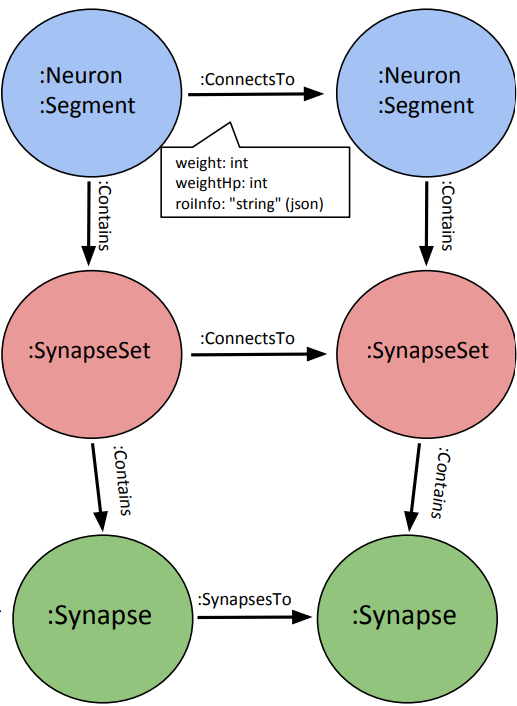 :Neuron
:Segment
:ConnectsTo
:Neuron
:Segment
weight: int
weightHp: int
roiInfo: "string" (json)
:Contains
:Contains
:SynapseSet
:ConnectsTo
:SynapseSet
:Contains
:Contains
:Synapse
:SynapsesTo
:Synapse